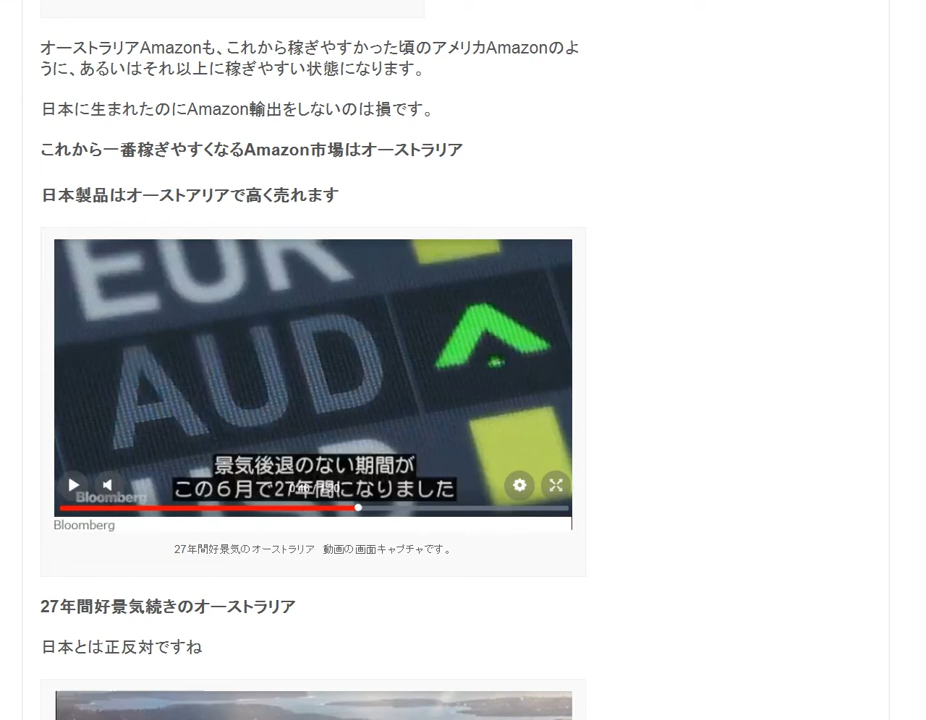 オーストラリアAmazonも、これから稼ぎやすかった頃のアメリカAmazonのよ
うに、あるいはそれ以上に稼ぎやすい状態になります。
日本に生まれたのにAmazon輸出をしないのは損です。
これから一番稼ぎやすくなるAmazon市場はオーストラリア
日本製品はオーストアリアで高く売れます
EUR
AUD
景気後退のない期間が
この6月で27年間になりました
Bloomberg
Bloomberg
27年間好景気のオーストラリア 動画の画面キャプチャです。
27年間好景気続きのオーストラリア
日本とは正反対ですね